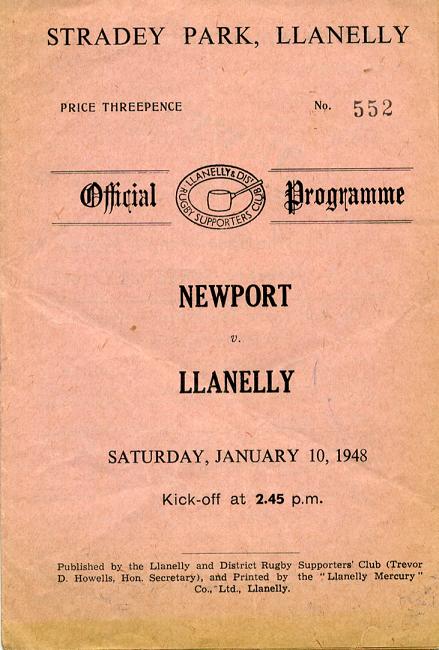 STRADEY PARK, LLANELLY
PRICE THREEPENCE No. 552
Official Programme
LLANELLY & DIST
RUGBY SUPPORTERS CLUB
NEWPORT
v.
LLANELLY
SATURDAY, JANUARY 10, 1948
Kick-off at 2.45 p.m.
Published by the Llanelly and District Rugby Supporters' Club (Trevor
D. Howells, Hon. Secretary), and Printed by the "Llanelly Mercury"
Co., Ltd., Llanelly.